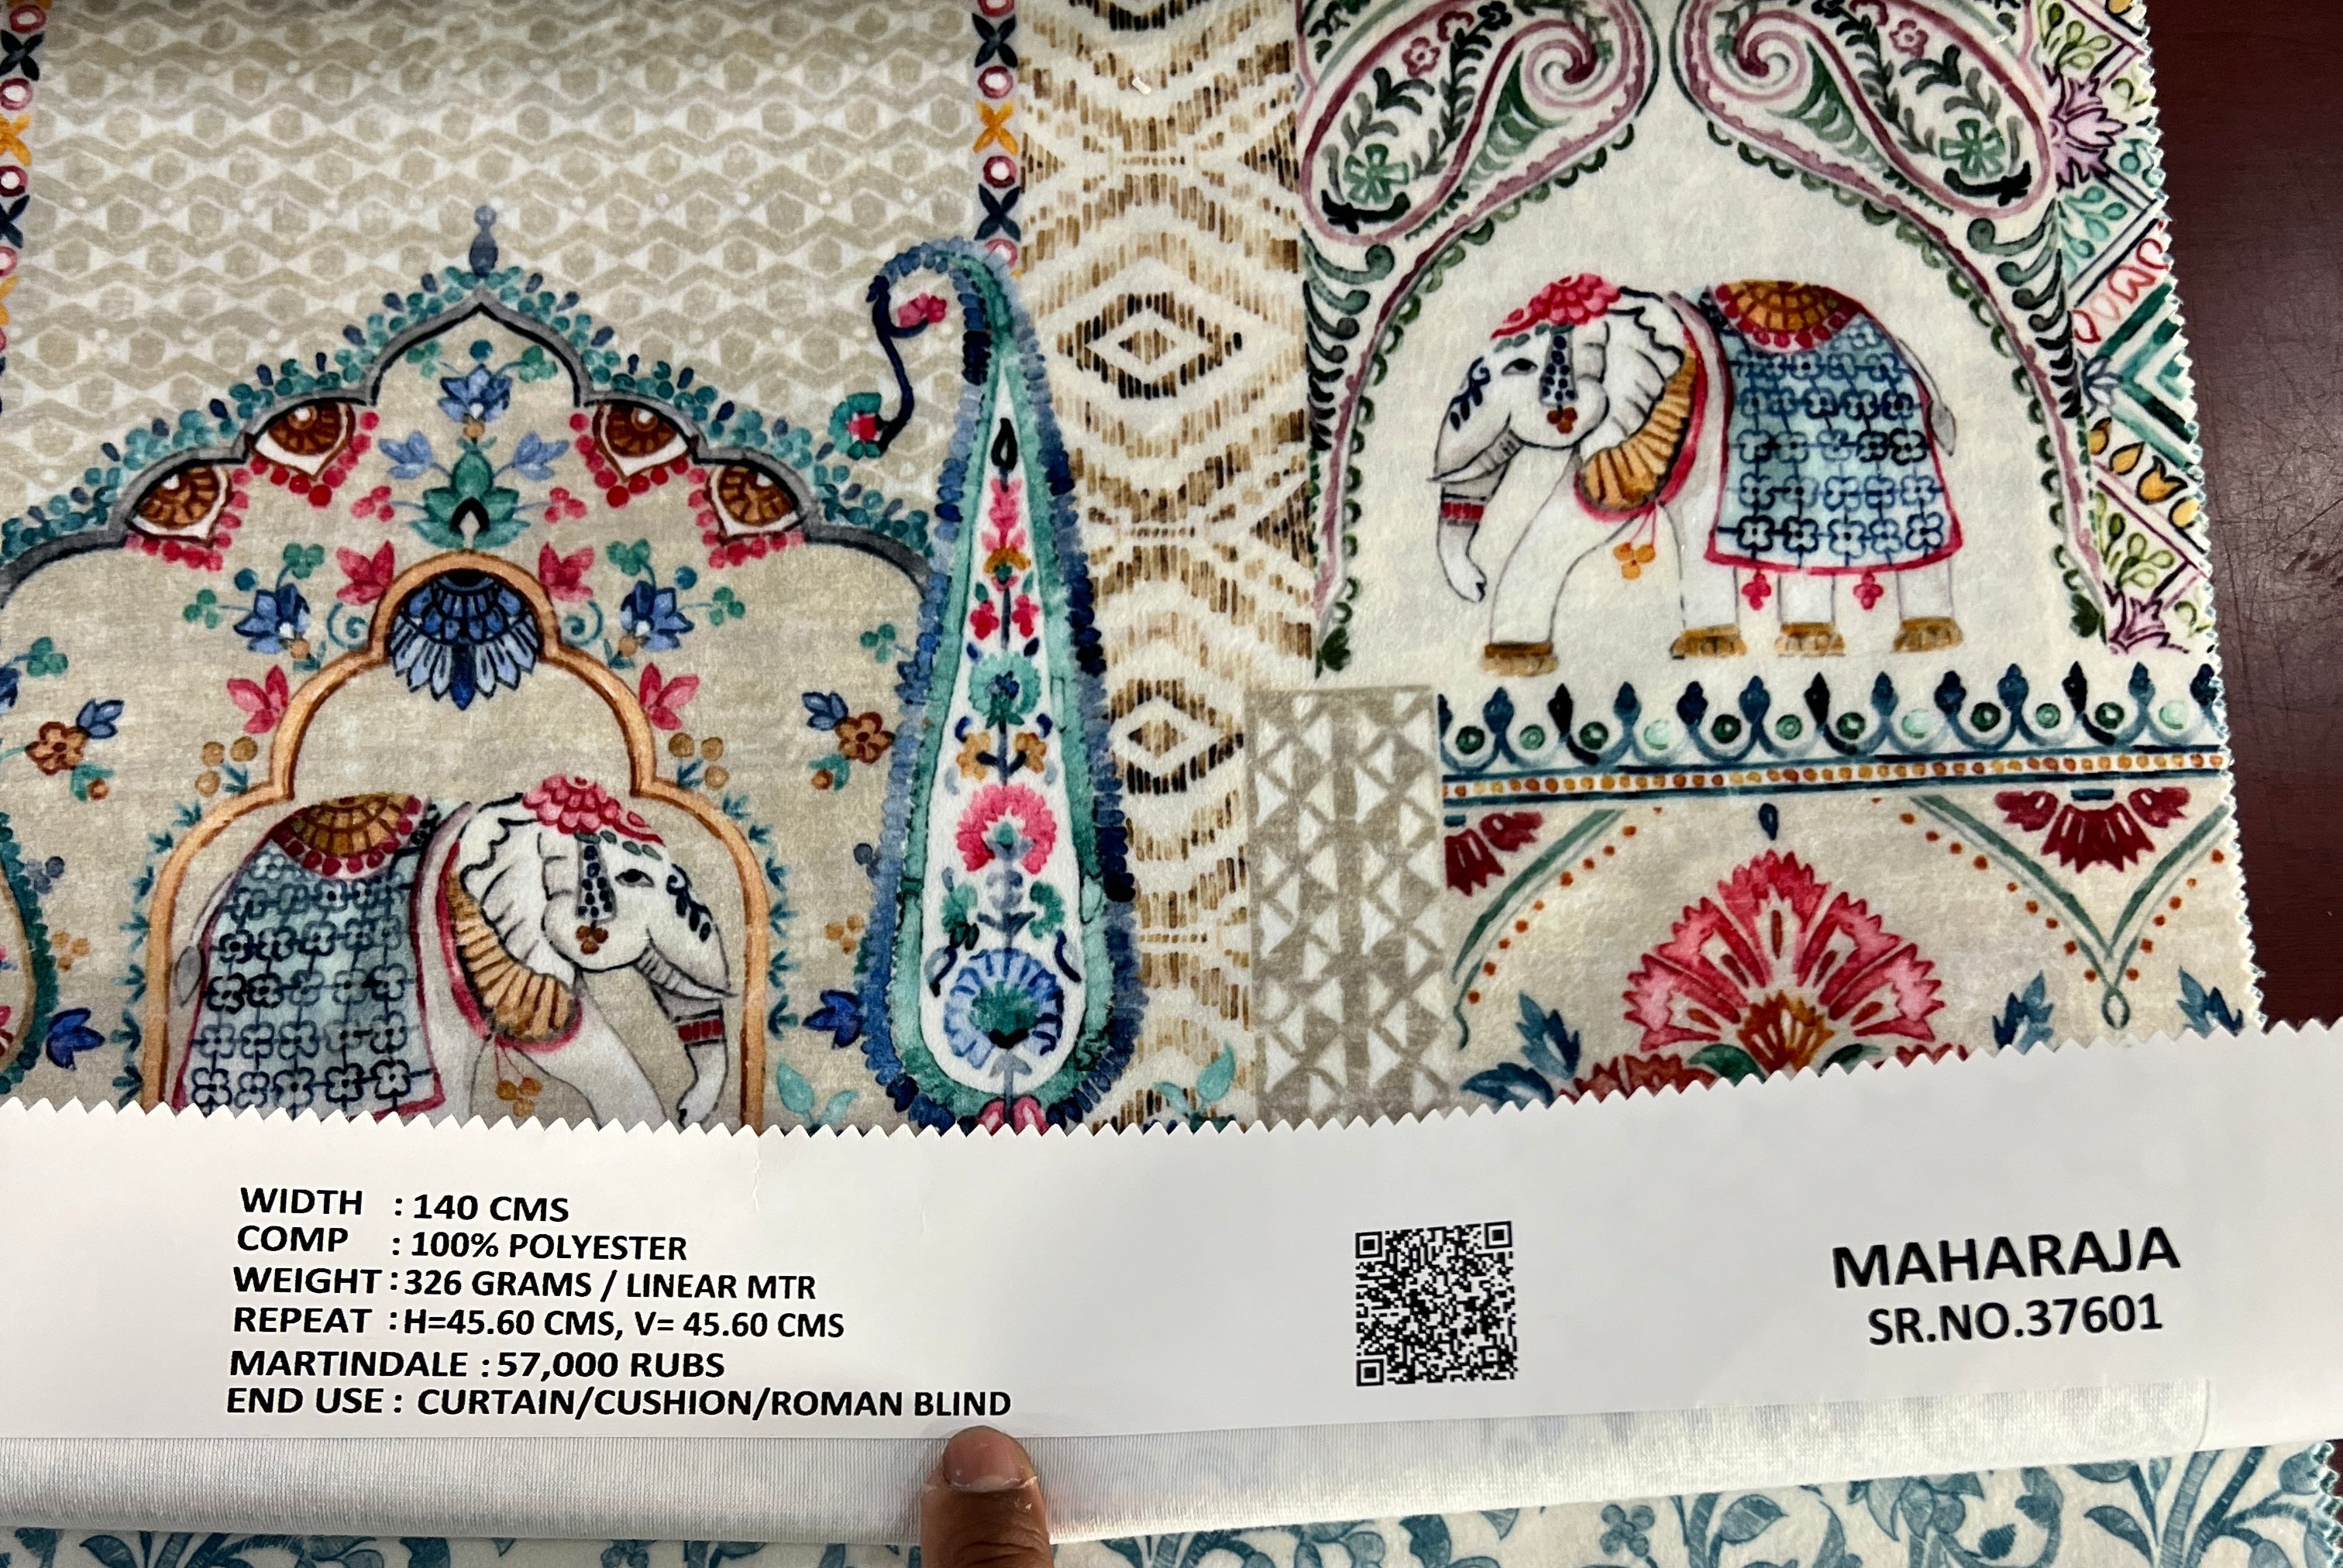 WIDTH : 140 CMS
COMP : 100% POLYESTER
WEIGHT : 326 GRAMS / LINEAR MTR
REPEAT : H=45.60 CMS, V= 45.60 CMS
MARTINDALE : 57,000 RUBS
END USE : CURTAIN/CUSHION/ROMAN BLIND
MAHARAJA
SR.NO.37601